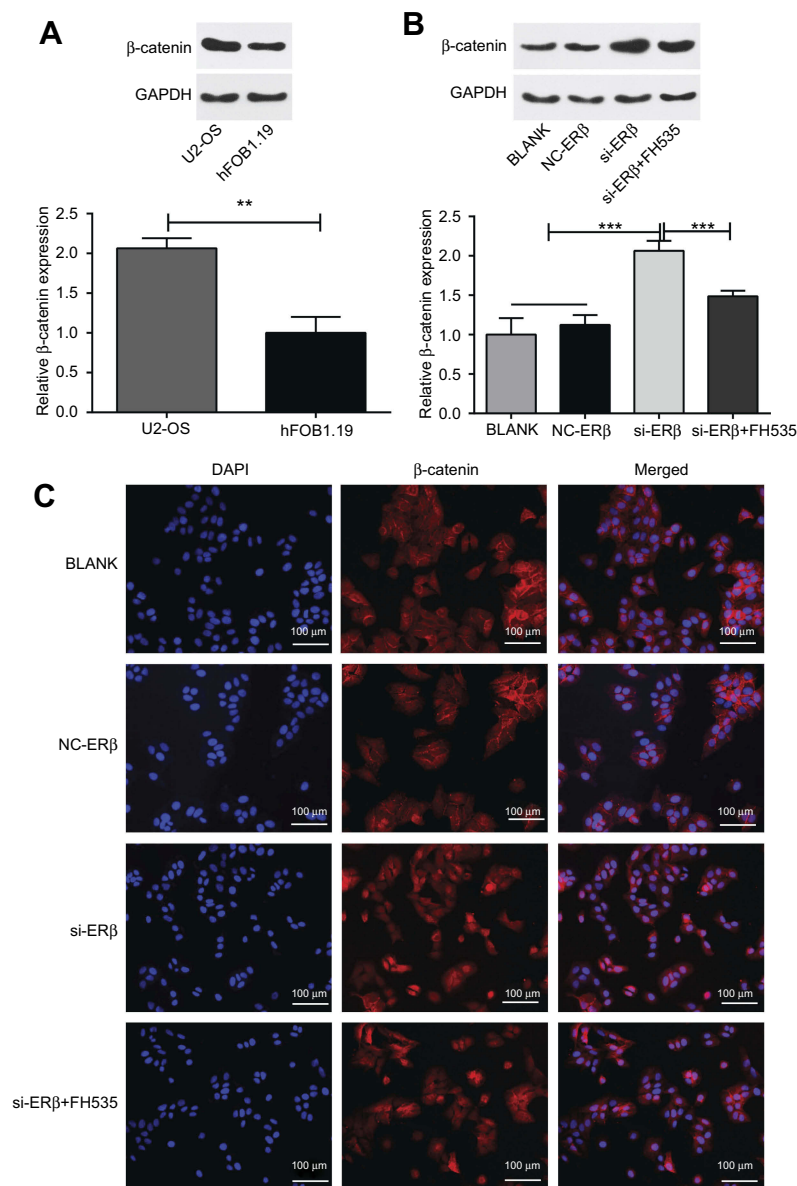 A
β-catenin
GAPDH
U2-OS
hFOB1.19
**
Relative β-catenin expression
2.5
2.0
1.5
1.0
0.5
0.0
U2-OS
hFOB1.19
B
β-catenin
GAPDH
BLANK
NC-ERβ
si-ERβ
si-ERβ+FH535
***
***
Relative β-catenin expression
2.5
2.0
1.5
1.0
0.5
0.0
BLANK
NC-ERβ
si-ERβ
si-ERβ+FH535
C
DAPI
β-catenin
Merged
BLANK
100 μm
100 μm
100 μm
NC-ERβ
100 μm
100 μm
100 μm
si-ERβ
100 μm
100 μm
100 μm
si-ERβ+FH535
100 μm
100 μm
100 μm